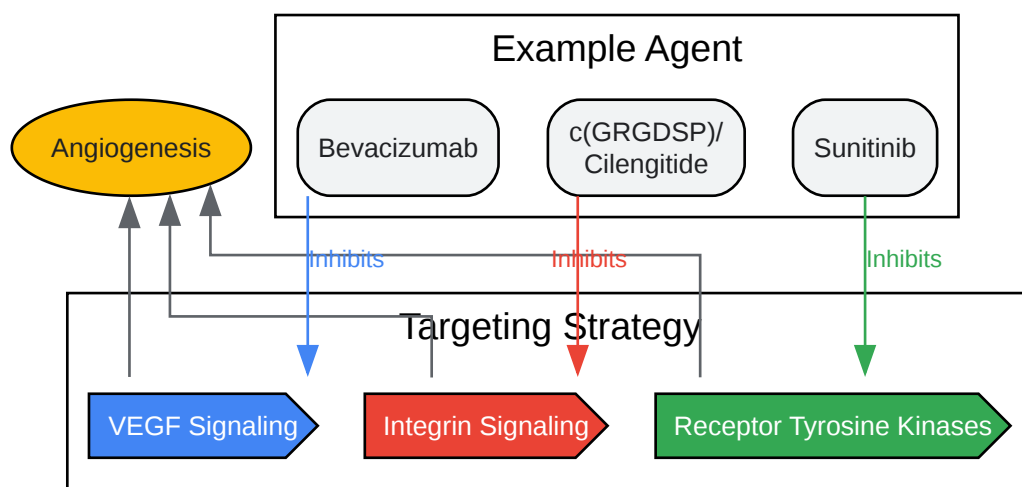 Example Agent
Angiogenesis
Bevacizumab
c(GRGDSP)/
Cilengitide
Sunitinib
Inhibits
Inhibits
Inhibits
Targeting Strategy
VEGF Signaling
Integrin Signaling
Receptor Tyrosine Kinases